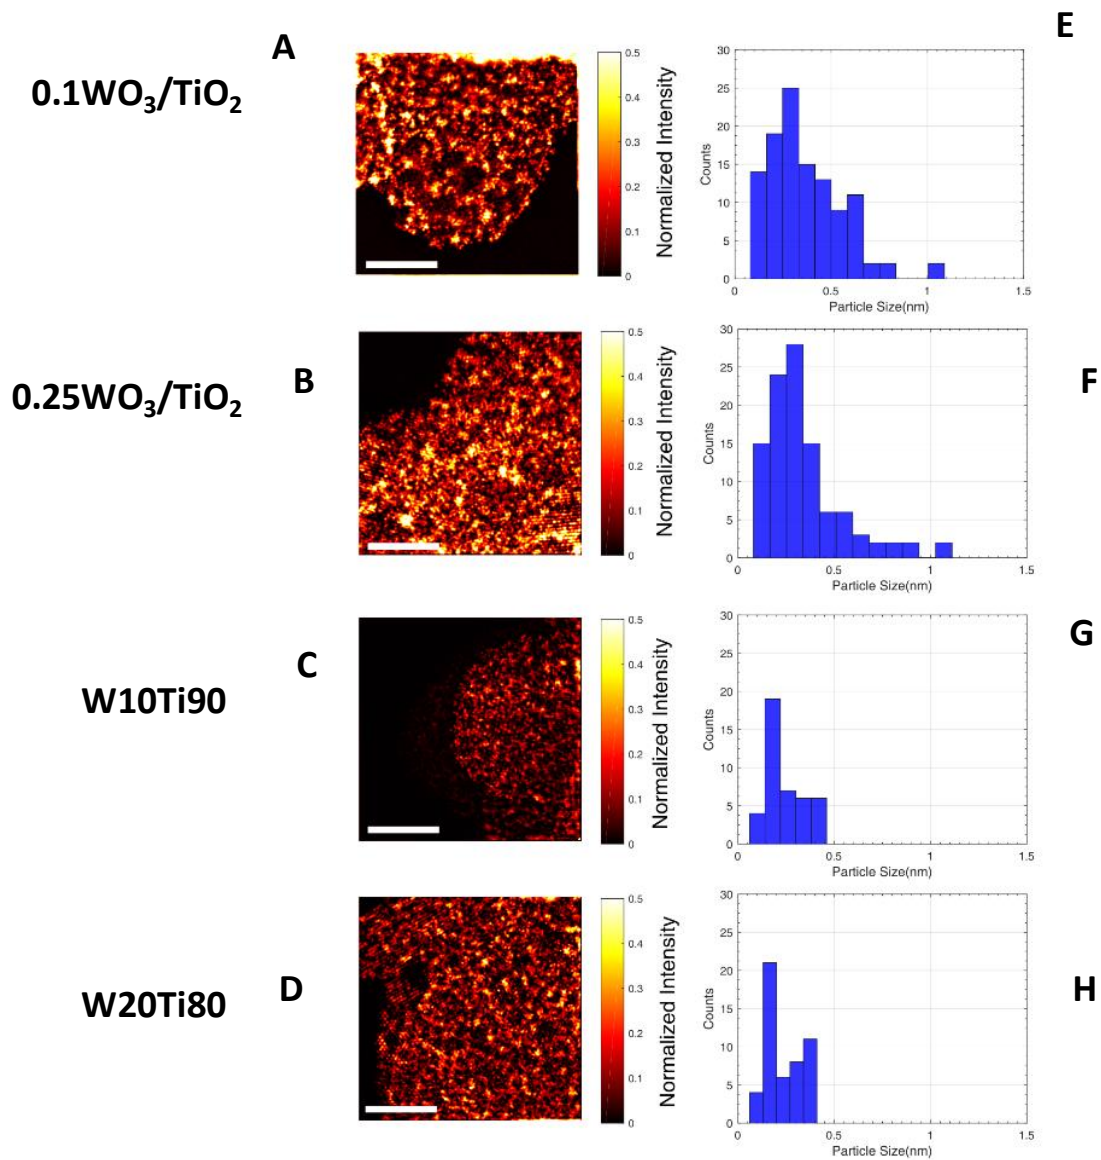 A
E
0.1WO₃/TiO₂
0.5
0.4
0.3
0.2
0.1
0
Normalized Intensity
30
25
20
15
10
5
0
Counts
0 0.5 1 1.5
Particle Size(nm)
B
F
0.25WO₃/TiO₂
0.5
0.4
0.3
0.2
0.1
0
Normalized Intensity
30
25
20
15
10
5
0
Counts
0 0.5 1 1.5
Particle Size(nm)
C
G
W10Ti90
0.5
0.4
0.3
0.2
0.1
0
Normalized Intensity
30
25
20
15
10
5
0
Counts
0 0.5 1 1.5
Particle Size(nm)
D
H
W20Ti80
0.5
0.4
0.3
0.2
0.1
0
Normalized Intensity
30
25
20
15
10
5
0
Counts
0 0.5 1 1.5
Particle Size(nm)